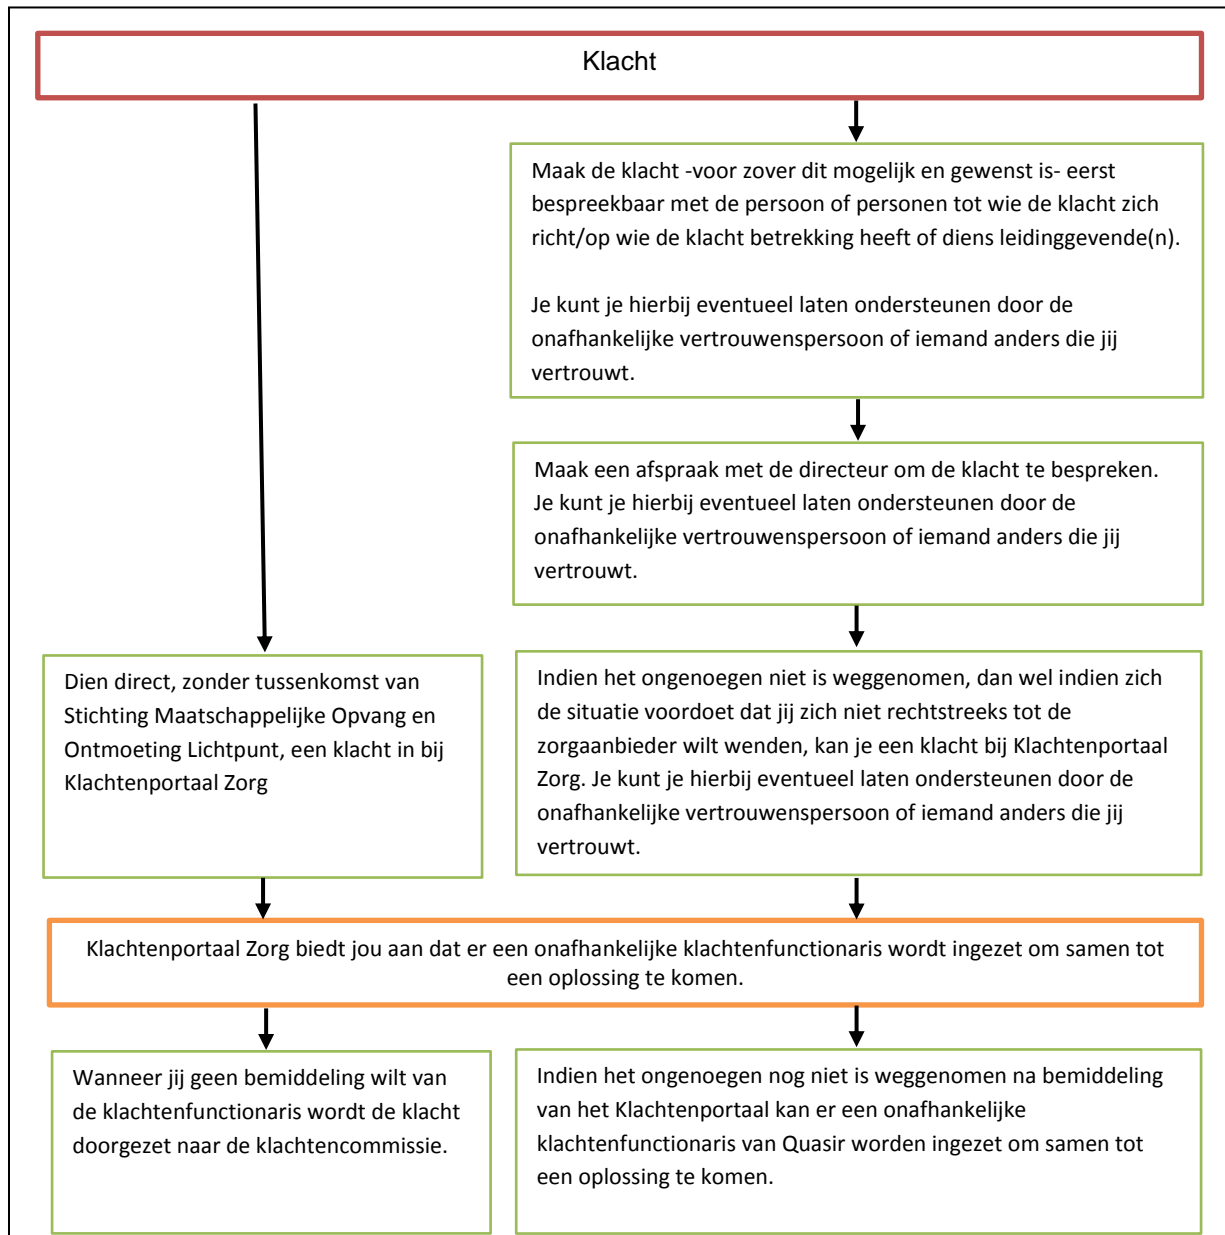 Klacht
Maak de klacht -voor zover dit mogelijk en gewenst is- eerst
bespreekbaar met de persoon of personen tot wie de klacht zich
richt/op wie de klacht betrekking heeft of diens leidinggevende(n).
Je kunt je hierbij eventueel laten ondersteunen door de
onafhankelijke vertrouwenspersoon of iemand anders die jij
vertrouwt.
Maak een afspraak met de directeur om de klacht te bespreken.
Je kunt je hierbij eventueel laten ondersteunen door de
onafhankelijke vertrouwenspersoon of iemand anders die jij
vertrouwt.
Dien direct, zonder tussenkomst van
Stichting Maatschappelijke Opvang en
Ontmoeting Lichtpunt, een klacht in bij
Klachtenportaal Zorg
Indien het ongenoegen niet is weggenomen, dan wel indien zich
de situatie voordoet dat jij zich niet rechtstreeks tot de
zorgaanbieder wilt wenden, kan je een klacht bij Klachtenportaal
Zorg. Je kunt je hierbij eventueel laten ondersteunen door de
onafhankelijke vertrouwenspersoon of iemand anders die jij
vertrouwt.
Klachtenportaal Zorg biedt jou aan dat er een onafhankelijke klachtenfunctionaris wordt ingezet om samen tot
een oplossing te komen.
Wanneer jij geen bemiddeling wilt van
de klachtenfunctionaris wordt de klacht
doorgezet naar de klachtencommissie.
Indien het ongenoegen nog niet is weggenomen na bemiddeling
van het Klachtenportaal kan er een onafhankelijke
klachtenfunctionaris van Quasir worden ingezet om samen tot
een oplossing te komen.